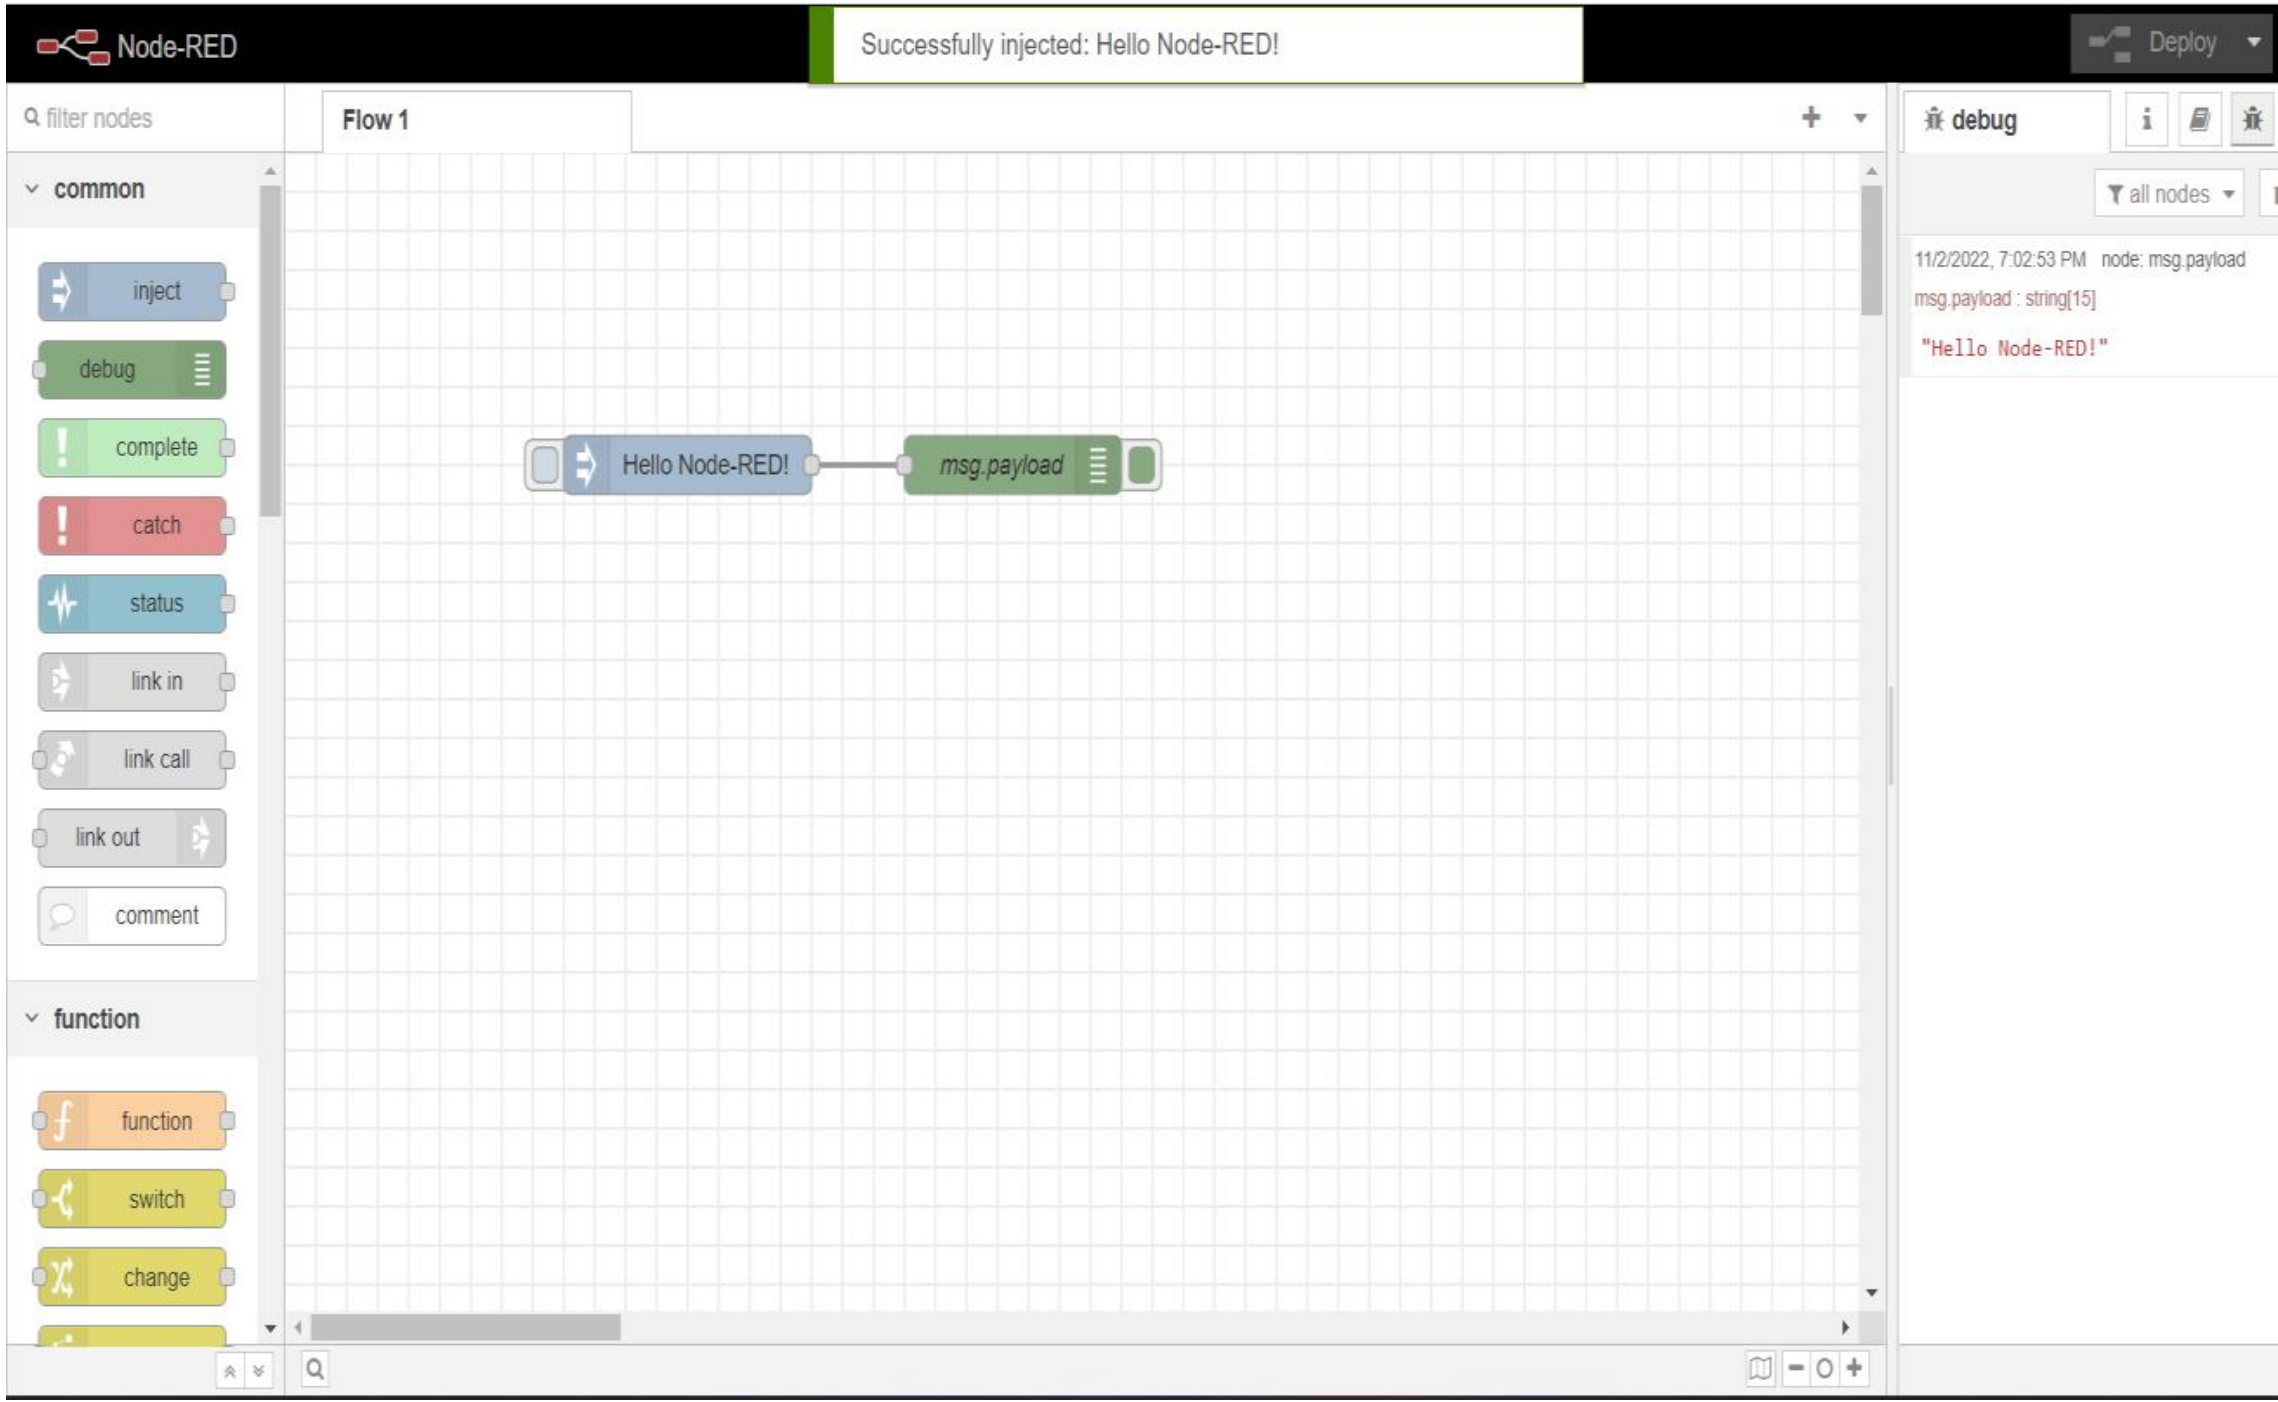 Node-RED
Successfully injected: Hello Node-RED!
Deploy
filter nodes
Flow 1
debug
common
all nodes
inject
11/2/2022, 7:02:53 PM node: msg.payload
msg.payload : string[15]
"Hello Node-RED!"
debug
complete
Hello Node-RED!
msg.payload
catch
status
link in
link call
link out
comment
function
function
switch
change